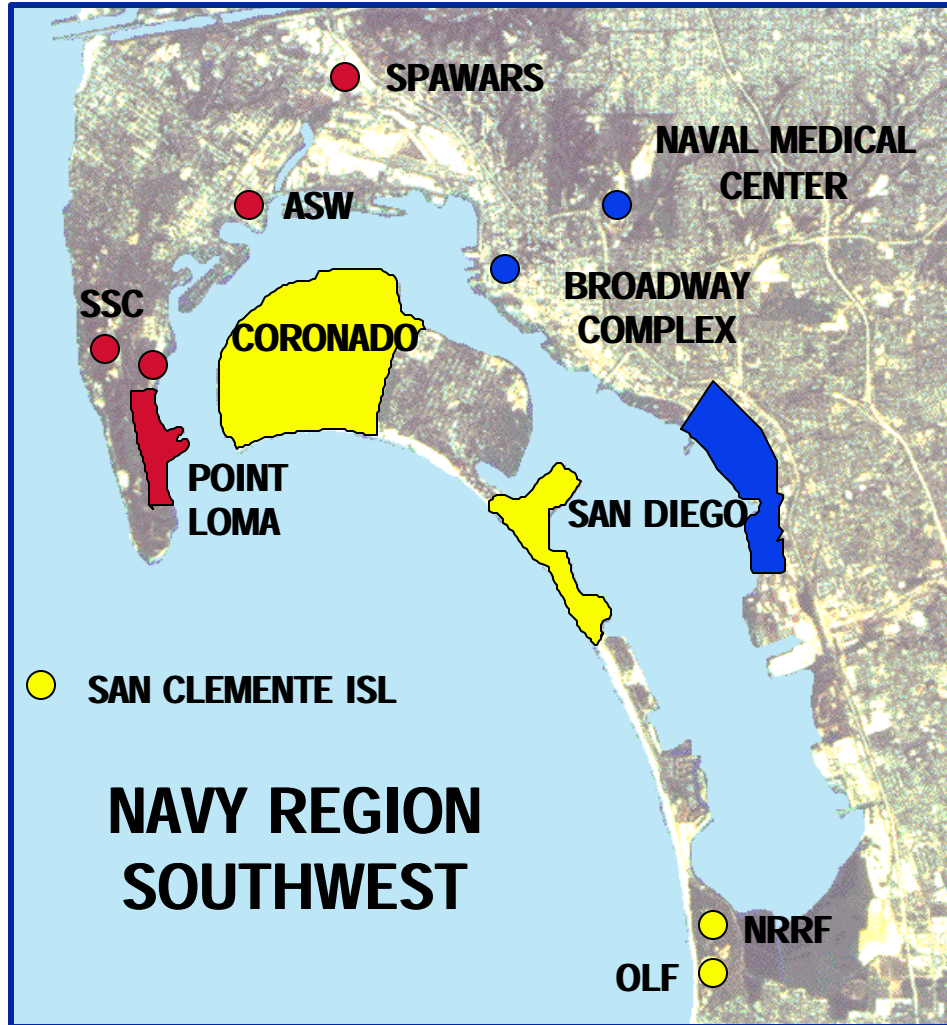 SPAWARS
NAVAL MEDICAL
CENTER
ASW
BROADWAY
COMPLEX
SSC
CORONADO
POINT
LOMA
SAN DIEGO
SAN CLEMENTE ISL
NAVY REGION
SOUTHWEST
NRRF
OLF